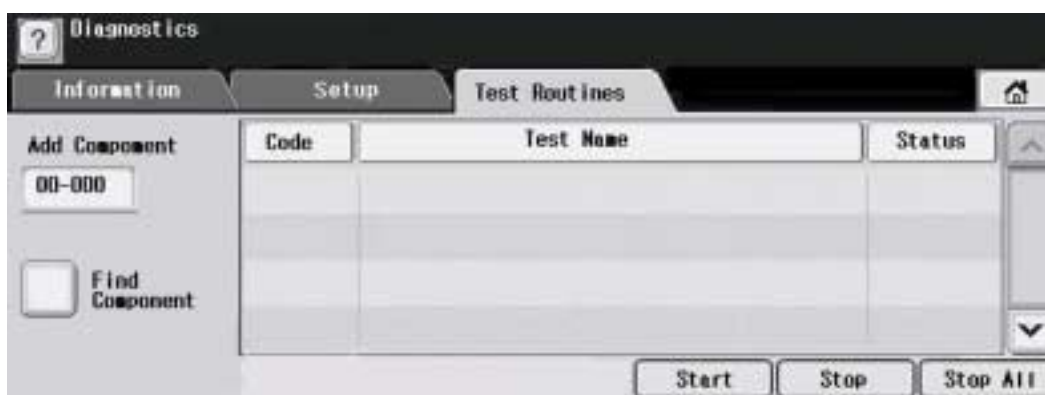 ?
Diagnostics
Information
Setup
Test Routines
Add Component
00-000
Code
Test Name
Status
Find
Component
Start
Stop
Stop All